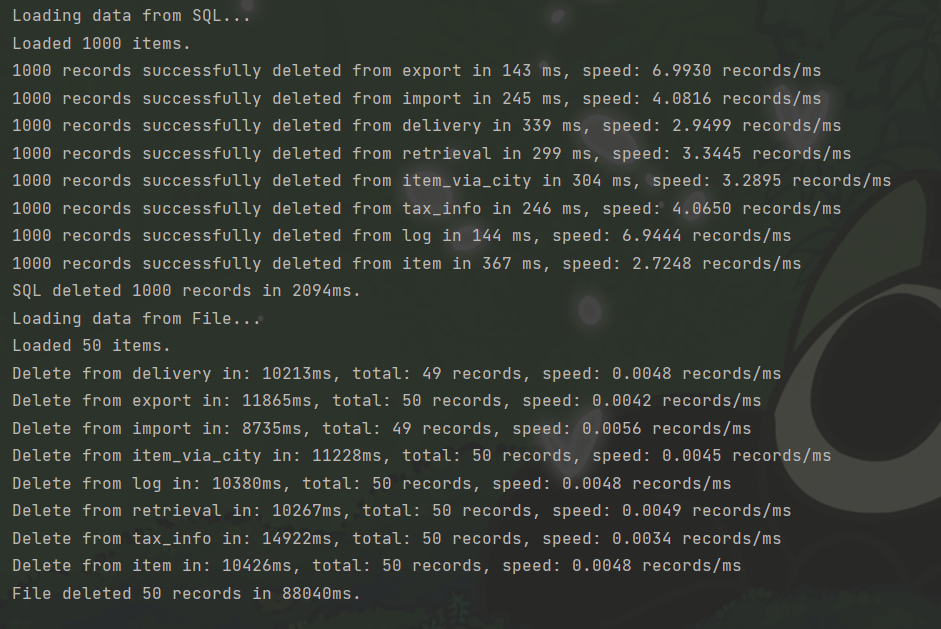 Loading data from SQL...
Loaded 1000 items.
1000 records successfully deleted from export in 143 ms, speed: 6.9930 records/ms
1000 records successfully deleted from import in 245 ms, speed: 4.0816 records/ms
1000 records successfully deleted from delivery in 339 ms, speed: 2.9499 records/ms
1000 records successfully deleted from retrieval in 299 ms, speed: 3.3445 records/ms
1000 records successfully deleted from item_via_city in 304 ms, speed: 3.2895 records/ms
1000 records successfully deleted from tax_info in 246 ms, speed: 4.0650 records/ms
1000 records successfully deleted from log in 144 ms, speed: 6.9444 records/ms
1000 records successfully deleted from item in 367 ms, speed: 2.7248 records/ms
SQL deleted 1000 records in 2094ms.
Loading data from File...
Loaded 50 items.
Delete from delivery in: 10213ms, total: 49 records, speed: 0.0048 records/ms
Delete from export in: 11865ms, total: 50 records, speed: 0.0042 records/ms
Delete from import in: 8735ms, total: 49 records, speed: 0.0056 records/ms
Delete from item_via_city in: 11228ms, total: 50 records, speed: 0.0045 records/ms
Delete from log in: 10380ms, total: 50 records, speed: 0.0048 records/ms
Delete from retrieval in: 10267ms, total: 50 records, speed: 0.0049 records/ms
Delete from tax_info in: 14922ms, total: 50 records, speed: 0.0034 records/ms
Delete from item in: 10426ms, total: 50 records, speed: 0.0048 records/ms
File deleted 50 records in 88040ms.